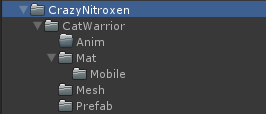 CrazyNitroxen
CatWarrior
Anim
Mat
Mobile
Mesh
Prefab